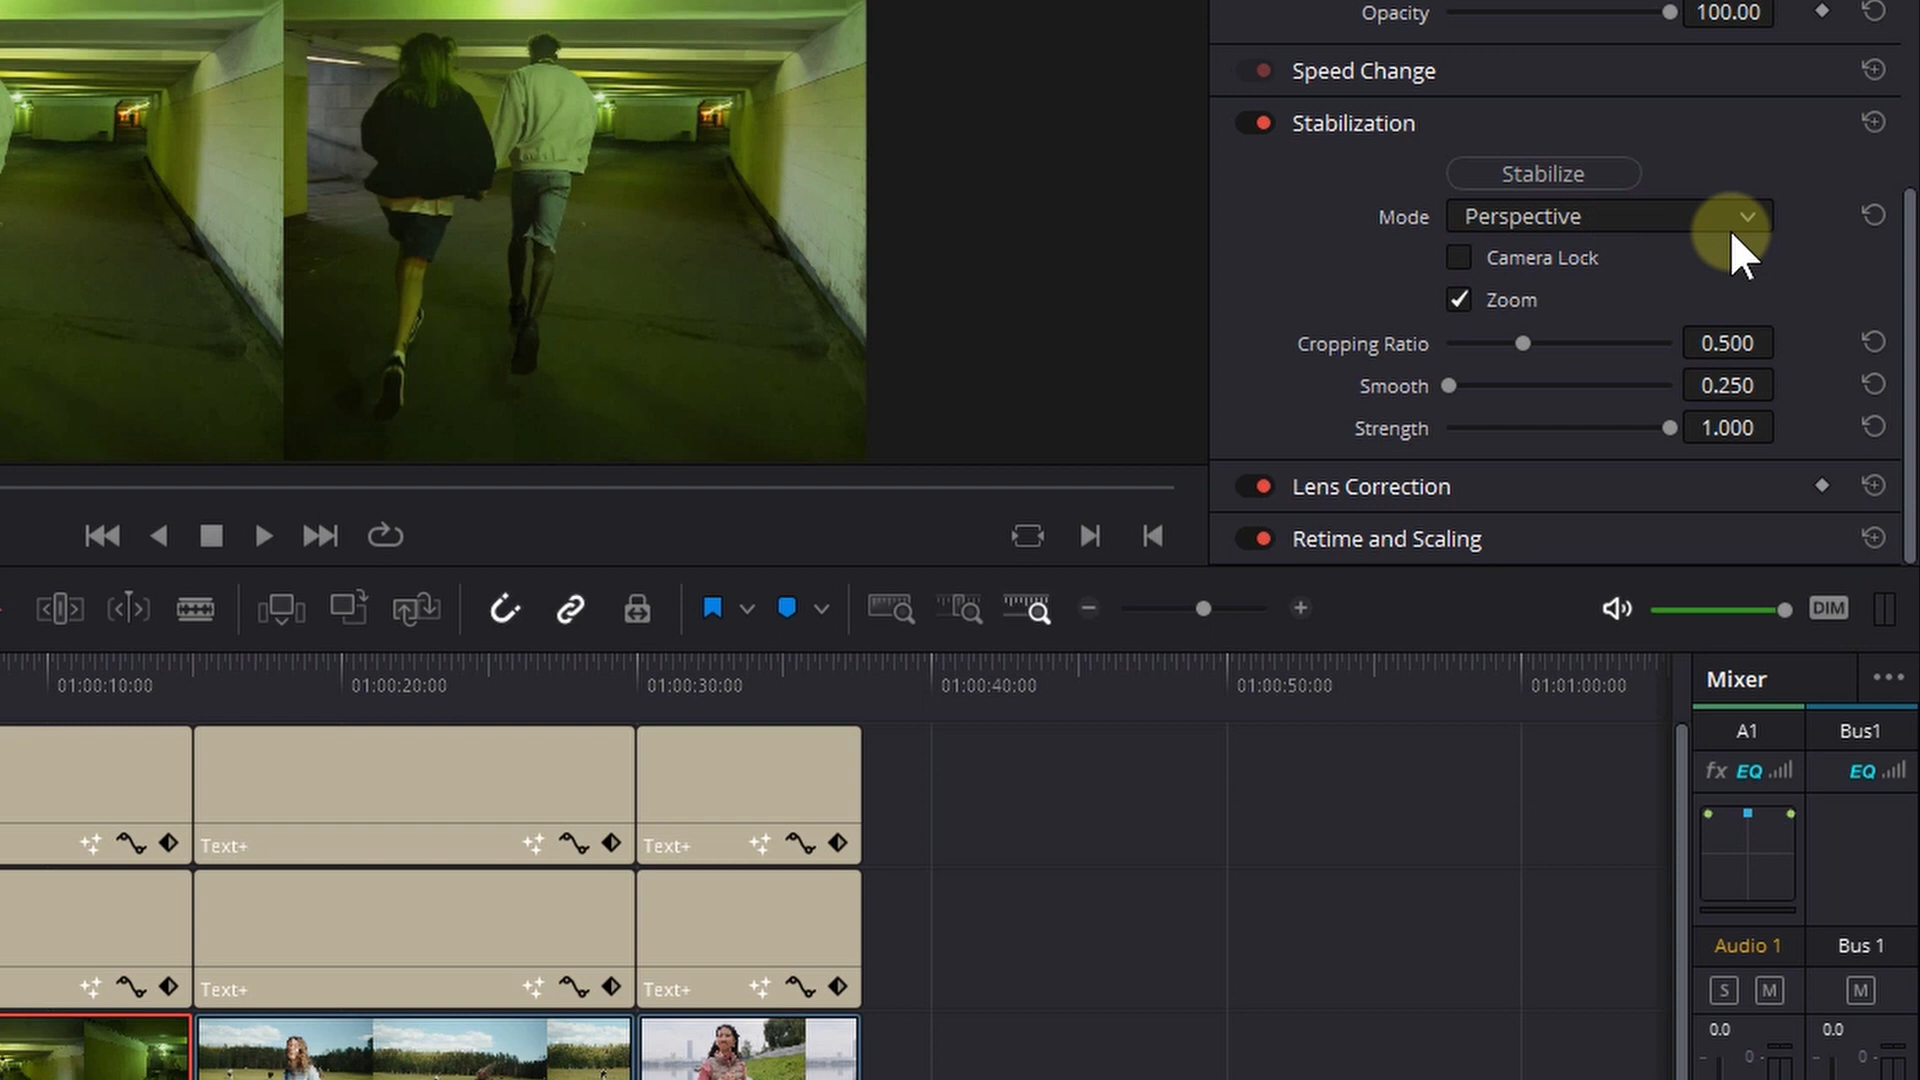 Opacity 100.00
Speed Change
Stabilization
Stabilize
Mode Perspective
Camera Lock
Zoom
Cropping Ratio 0.500
Smooth 0.250
Strength 1.000
Lens Correction
Retime and Scaling
DIM
01:00:10:00 01:00:20:00 01:00:30:00 01:00:40:00 01:00:50:00 01:01:00:00
Mixer
A1 Bus1
fx EQ EQ
Text+ Text+
Audio 1 Bus 1
Text+ Text+
S M M
0.0 0.0
0 0